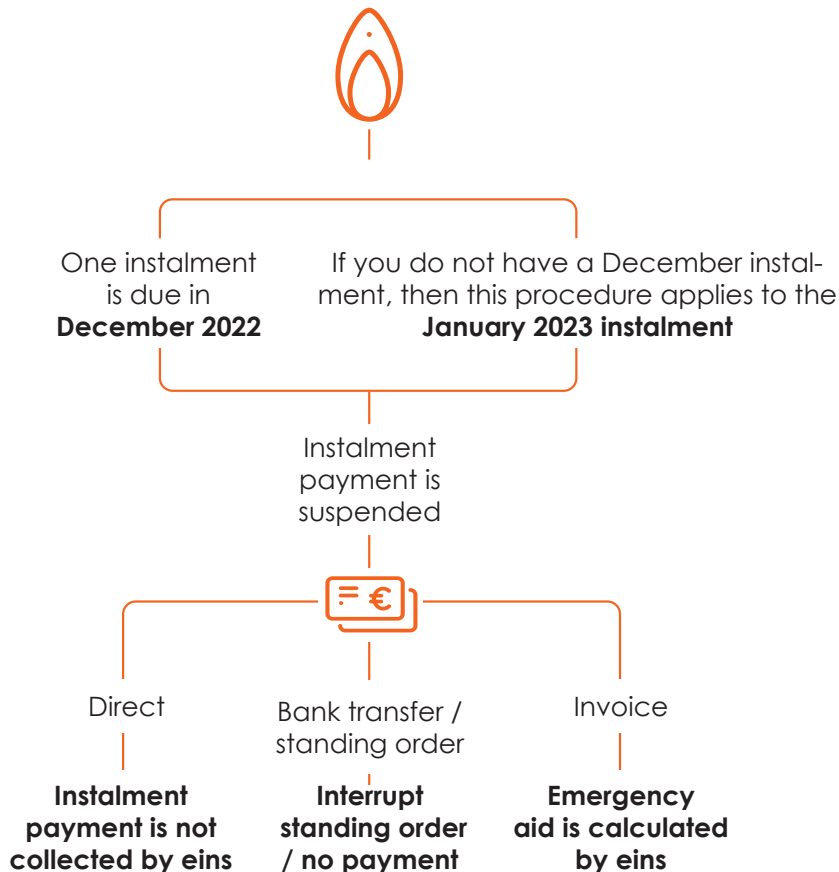 One instalment
is due in
December 2022
If you do not have a December instal-
ment, then this procedure applies to the
January 2023 instalment
Instalment
payment is
suspended
€
Direct
Bank transfer /
standing order
Invoice
Instalment
payment is not
collected by eins
Interrupt
standing order
/ no payment
Emergency
aid is calculated
by eins